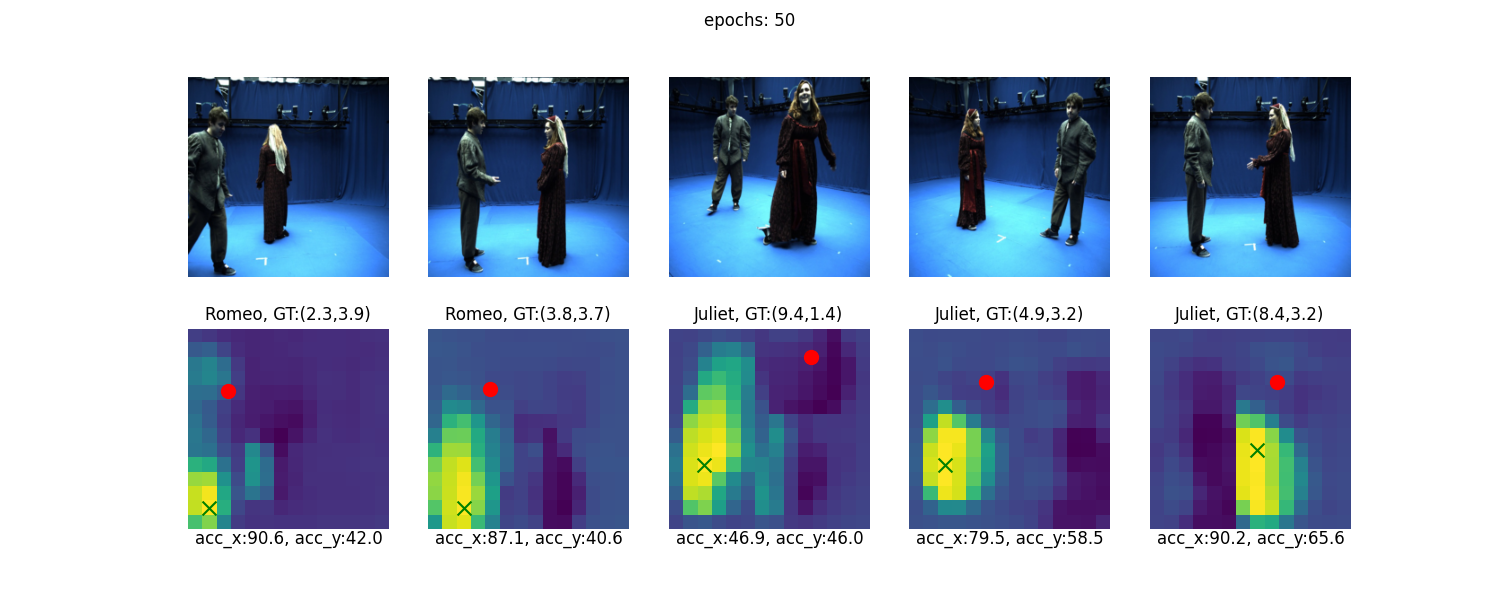 epochs: 50
Romeo, GT:(2.3,3.9)
Romeo, GT:(3.8,3.7)
Juliet, GT:(9.4,1.4)
Juliet, GT:(4.9,3.2)
Juliet, GT:(8.4,3.2)
acc_x:90.6, acc_y:42.0
acc_x:87.1, acc_y:40.6
acc_x:46.9, acc_y:46.0
acc_x:79.5, acc_y:58.5
acc_x:90.2, acc_y:65.6